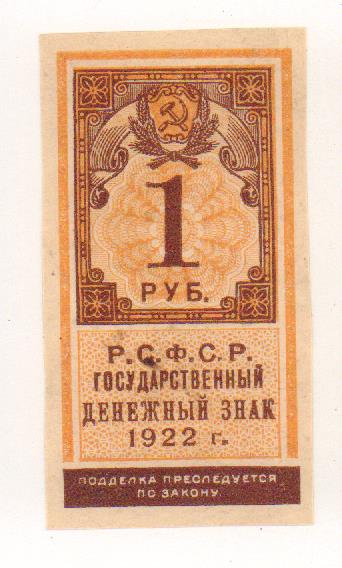 1
РУБ.
Р.С.Ф.С.Р.
ГОСУДАРСТВЕННЫЙ
ДЕНЕЖНЫЙ ЗНАК
1922 г.
ПОДДЕЛКА ПРЕСЛЕДУЕТСЯ
ПО ЗАКОНУ